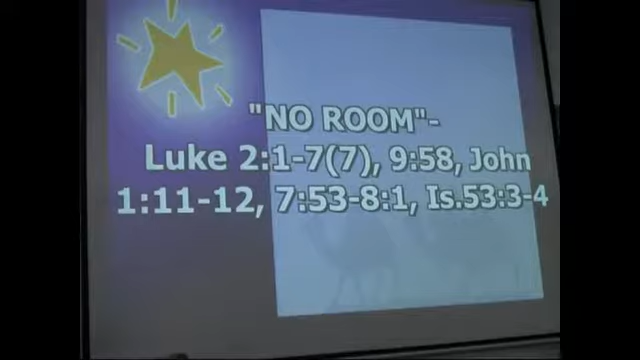 "NO ROOM"-
Luke 2:1-7(7), 9:58, John
1:11-12, 7:53-8:1, Is.53:3-4